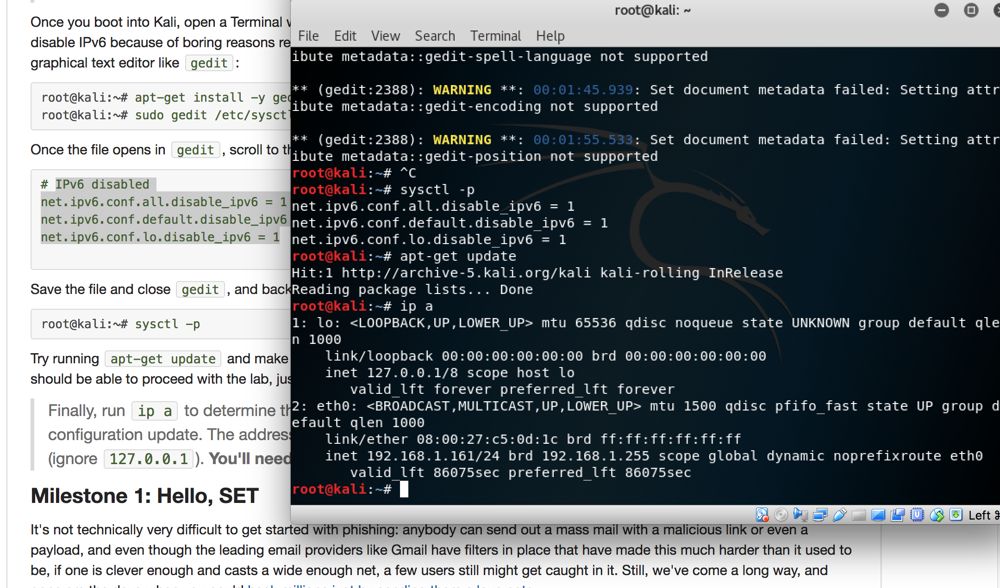 Once you boot into Kali, open a Terminal
disable IPv6 because of boring reasons re
graphical text editor like gedit :
root@kali:~# apt-get install -y ge
root@kali:~# sudo gedit /etc/sysctl
Once the file opens in gedit , scroll to th
# IPv6 disabled
net.ipv6.conf.all.disable_ipv6 = 1
net.ipv6.conf.default.disable_ipv6
net.ipv6.conf.lo.disable_ipv6 = 1
Save the file and close gedit , and back
root@kali:~# sysctl -p
Try running apt-get update and make
should be able to proceed with the lab, jus
Finally, run ip a to determine th
configuration update. The address
(ignore 127.0.0.1 ). You'll need
Milestone 1: Hello, SET
It's not technically very difficult to get started with phishing: anybody can send out a mass mail with a malicious link or even a
payload, and even though the leading email providers like Gmail have filters in place that have made this much harder than it used to
be, if one is clever enough and casts a wide enough net, a few users still might get caught in it. Still, we've come a long way, and
root@kali: ~
File Edit View Search Terminal Help
ibute metadata::gedit-spell-language not supported
** (gedit:2388): WARNING **: 00:01:45.939: Set document metadata failed: Setting attr
ibute metadata::gedit-encoding not supported
** (gedit:2388): WARNING **: 00:01:55.533: Set document metadata failed: Setting attr
ibute metadata::gedit-position not supported
root@kali:~# ^C
root@kali:~# sysctl -p
net.ipv6.conf.all.disable_ipv6 = 1
net.ipv6.conf.default.disable_ipv6 = 1
net.ipv6.conf.lo.disable_ipv6 = 1
root@kali:~# apt-get update
Hit:1 http://archive-5.kali.org/kali kali-rolling InRelease
Reading package lists... Done
root@kali:~# ip a
1: lo: <LOOPBACK,UP,LOWER_UP> mtu 65536 qdisc noqueue state UNKNOWN group default qle
n 1000
link/loopback 00:00:00:00:00:00 brd 00:00:00:00:00:00
inet 127.0.0.1/8 scope host lo
valid_lft forever preferred_lft forever
2: eth0: <BROADCAST,MULTICAST,UP,LOWER_UP> mtu 1500 qdisc pfifo_fast state UP group d
efault qlen 1000
link/ether 08:00:27:c5:0d:1c brd ff:ff:ff:ff:ff:ff
inet 192.168.1.161/24 brd 192.168.1.255 scope global dynamic noprefixroute eth0
valid_lft 86075sec preferred_lft 86075sec
root@kali:~#
Left ⌘